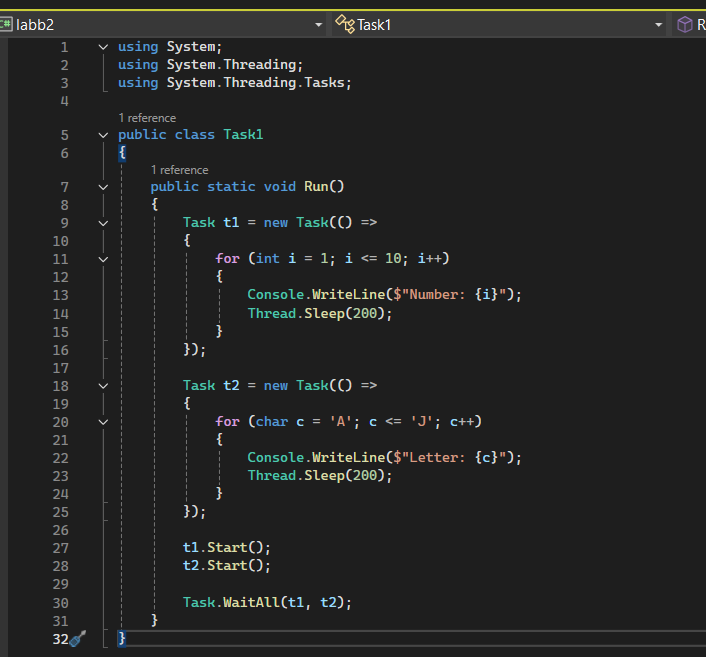 C# labb2 Task1 R
1 using System;
2 using System.Threading;
3 using System.Threading.Tasks;
4
1 reference
5 public class Task1
6 {
1 reference
7     public static void Run()
8     {
9         Task t1 = new Task(() =>
10         {
11             for (int i = 1; i <= 10; i++)
12             {
13                 Console.WriteLine($"Number: {i}");
14                 Thread.Sleep(200);
15             }
16         });
17
18         Task t2 = new Task(() =>
19         {
20             for (char c = 'A'; c <= 'J'; c++)
21             {
22                 Console.WriteLine($"Letter: {c}");
23                 Thread.Sleep(200);
24             }
25         });
26
27         t1.Start();
28         t2.Start();
29
30         Task.WaitAll(t1, t2);
31     }
32 }